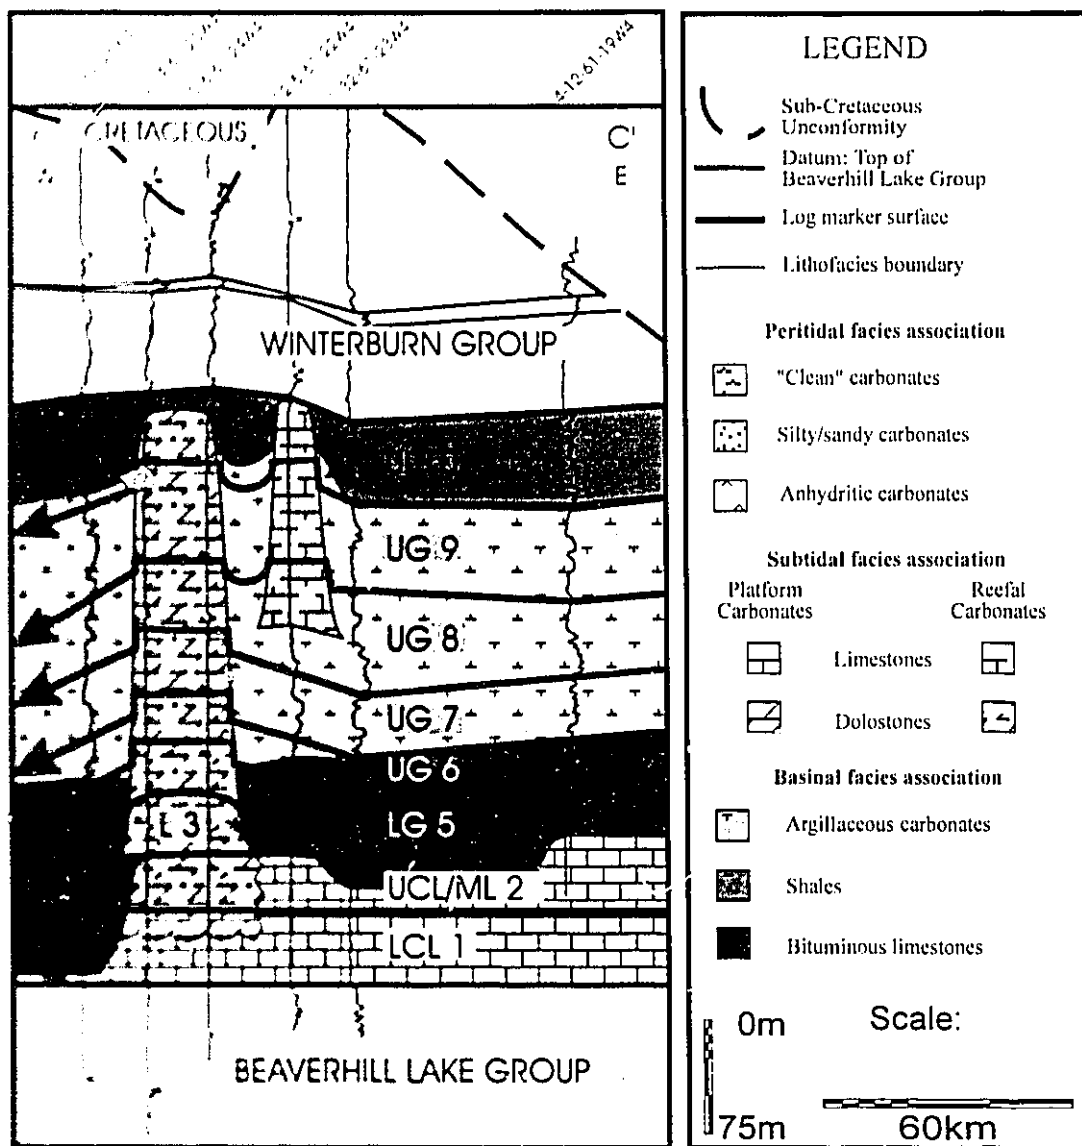 4-12-61-19W4
CRETACEOUS
C'
E
WINTERBURN GROUP
UG 9
UG 8
UG 7
UG 6
LG 5
L 3
UCL/ML 2
LCL 1
BEAVERHILL LAKE GROUP
LEGEND
Sub-Cretaceous
Unconformity
Datum: Top of
Beaverhill Lake Group
Log marker surface
Lithofacies boundary
Peritidal facies association
"Clean" carbonates
Silty/sandy carbonates
Anhydritic carbonates
Subtidal facies association
Platform
Carbonates
Reefal
Carbonates
Limestones
Dolostones
Basinal facies association
Argillaceous carbonates
Shales
Bituminous limestones
0m
Scale:
75m
60km